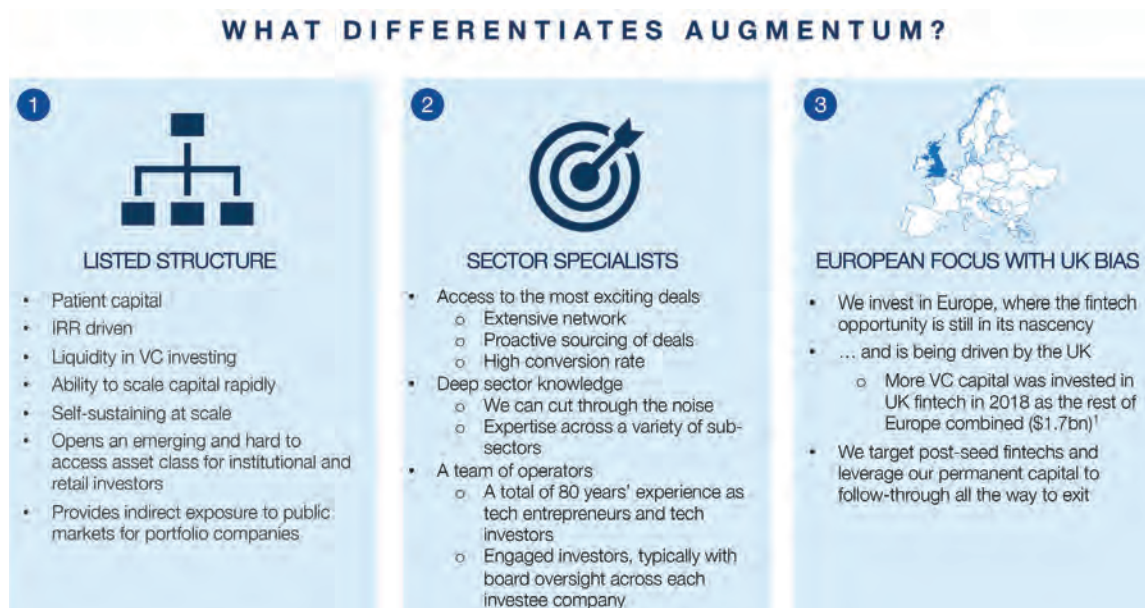 WHAT DIFFERENTIATES AUGMENTUM?
1
LISTED STRUCTURE
• Patient capital
• IRR driven
• Liquidity in VC investing
• Ability to scale capital rapidly
• Self-sustaining at scale
• Opens an emerging and hard to
access asset class for institutional and
retail investors
• Provides indirect exposure to public
markets for portfolio companies
2
SECTOR SPECIALISTS
• Access to the most exciting deals
o Extensive network
o Proactive sourcing of deals
o High conversion rate
• Deep sector knowledge
o We can cut through the noise
o Expertise across a variety of sub-
sectors
• A team of operators
o A total of 80 years' experience as
tech entrepreneurs and tech
investors
o Engaged investors, typically with
board oversight across each
investee company
3
EUROPEAN FOCUS WITH UK BIAS
• We invest in Europe, where the fintech
opportunity is still in its nascency
• … and is being driven by the UK
o More VC capital was invested in
UK fintech in 2018 as the rest of
Europe combined ($1.7bn)¹
• We target post-seed fintechs and
leverage our permanent capital to
follow-through all the way to exit